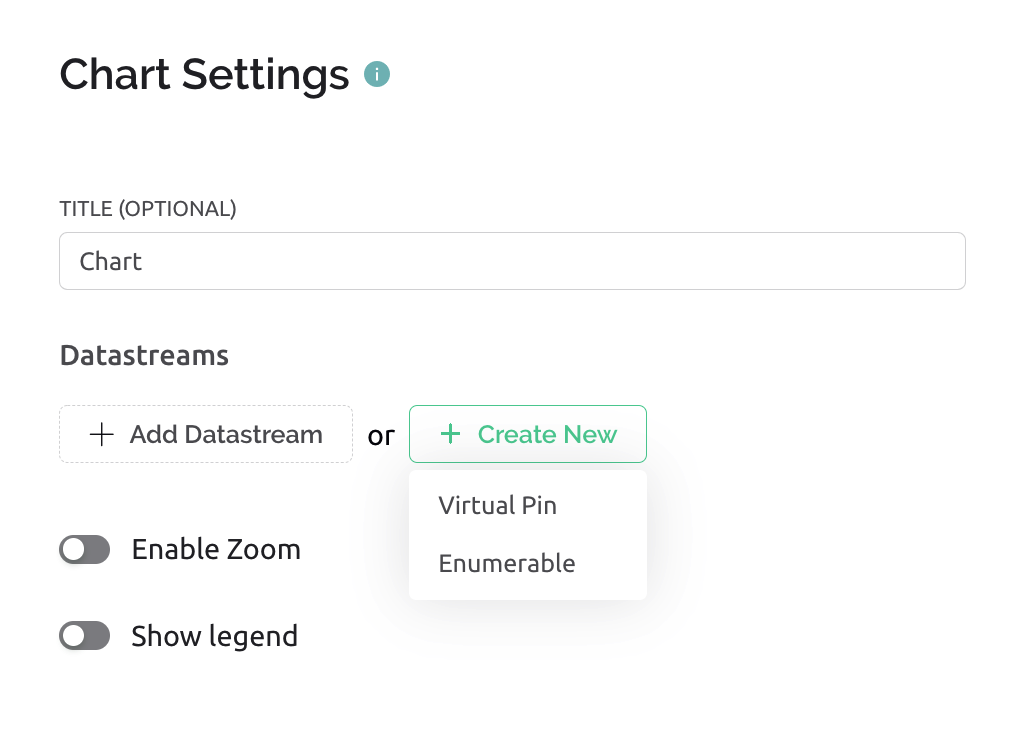 Chart Settings
TITLE (OPTIONAL)
Chart
Datastreams
Add Datastream or Create New
Virtual Pin
Enumerable
Enable Zoom
Show legend